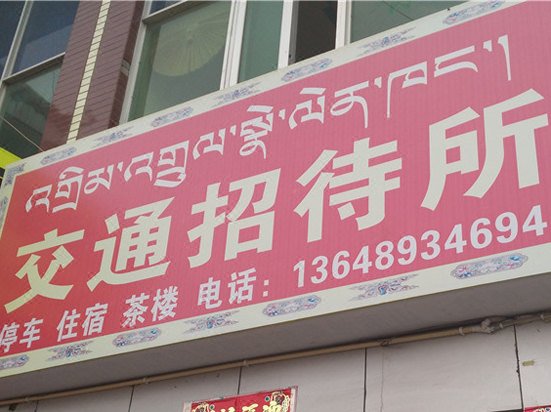 འགྲིམ་འགྲུལ་སྣེ་ལེན་ཁང་།
交通招待所
停车 住宿 茶楼 电话：13648934694